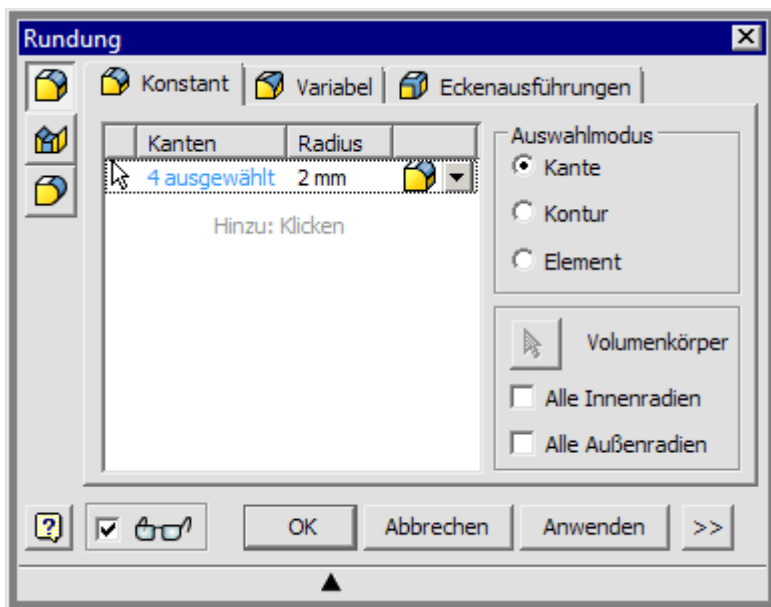 Rundung
Konstant Variabel Eckenausführungen
Kanten Radius
4 ausgewählt 2 mm
Hinzu: Klicken
Auswahlmodus
Kante
Kontur
Element
Volumenkörper
Alle Innenradien
Alle Außenradien
? OK Abbrechen Anwenden >>